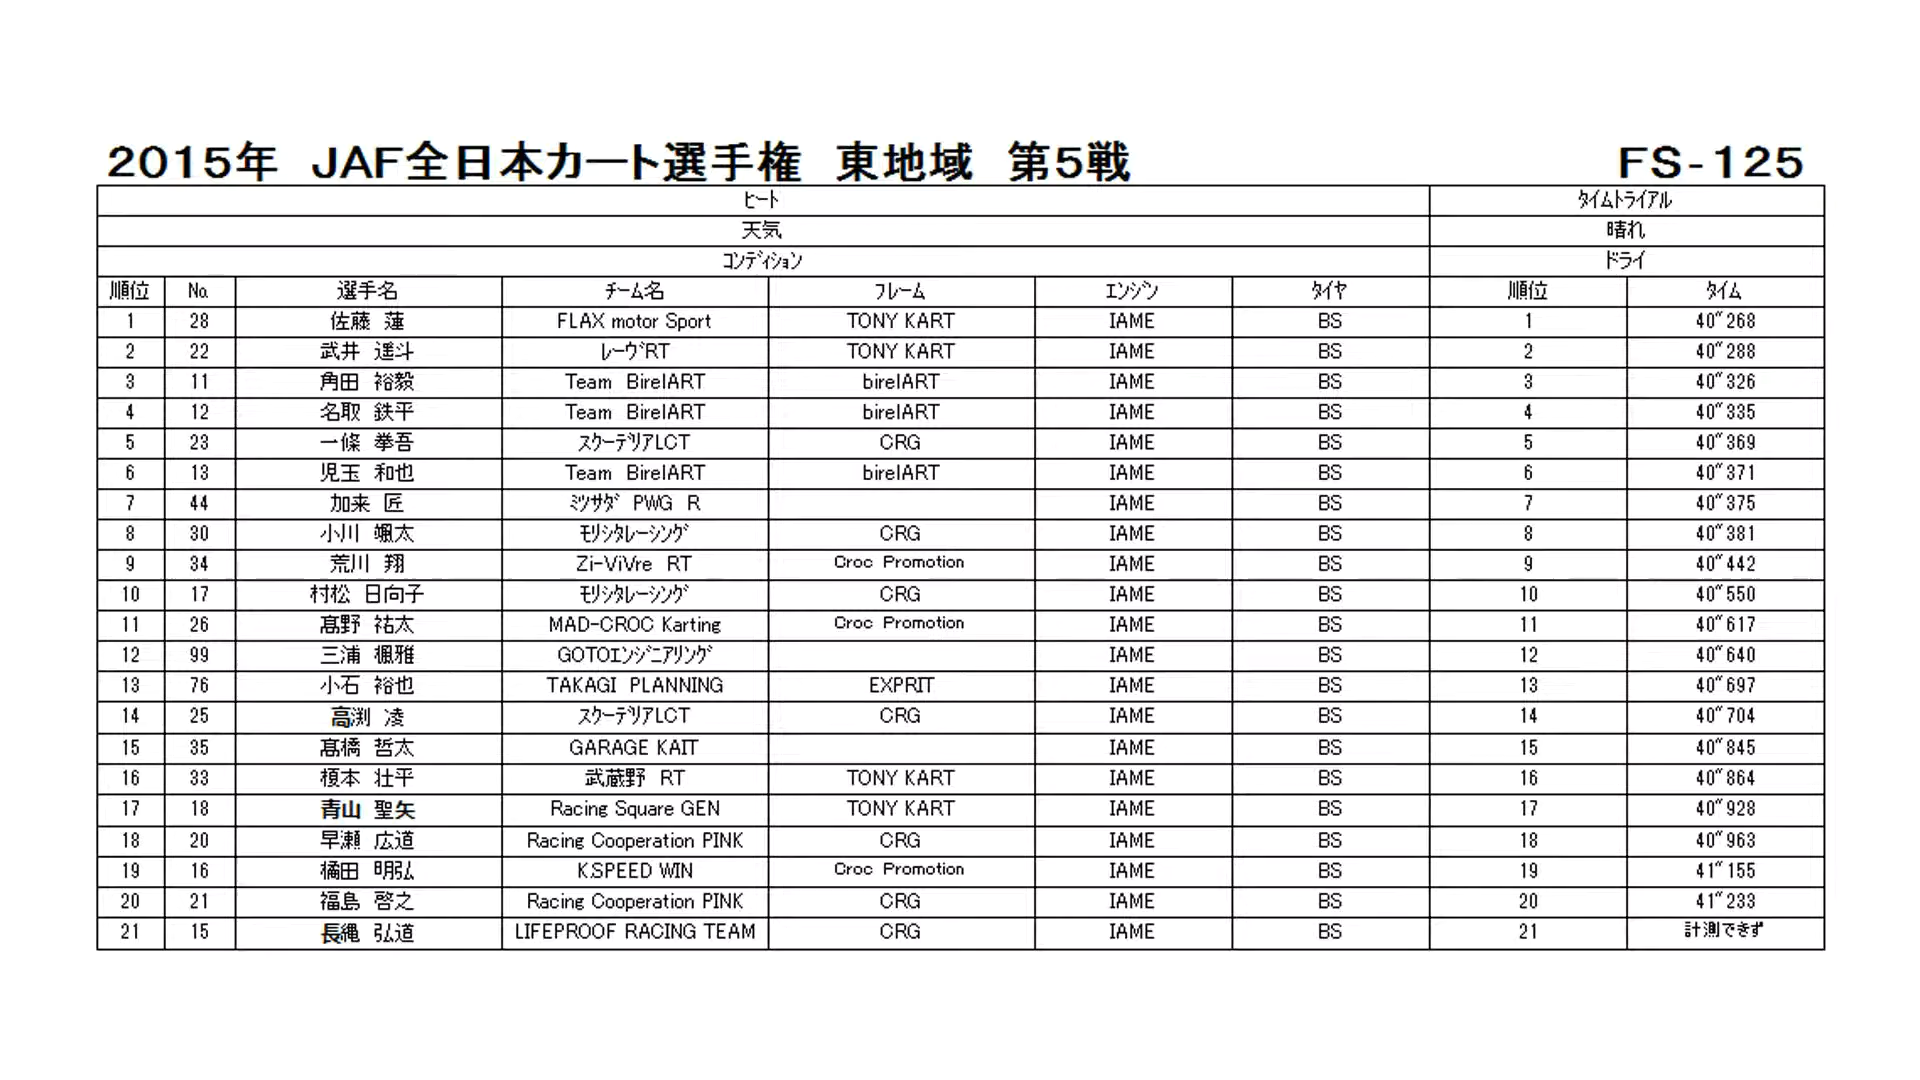 2015年 JAF全日本カート選手権 東地域 第5戦 FS-125
ﾋｰﾄ ﾀｲﾑﾄﾗｲｱﾙ
天気 晴れ
ｺﾝﾃﾞｨｼｮﾝ ﾄﾞﾗｲ
順位 No. 選手名 ﾁｰﾑ名 ﾌﾚｰﾑ ｴﾝｼﾞﾝ ﾀｲﾔ 順位 ﾀｲﾑ
1 28 佐藤 蓮 FLAX motor Sport TONY KART IAME BS 1 40"268
2 22 武井 遥斗 ﾚｰｳﾞRT TONY KART IAME BS 2 40"288
3 11 角田 裕毅 Team BirelART birelART IAME BS 3 40"326
4 12 名取 鉄平 Team BirelART birelART IAME BS 4 40"335
5 23 一條 拳吾 ｽｸｰﾃﾞﾘｱLCT CRG IAME BS 5 40"369
6 13 児玉 和也 Team BirelART birelART IAME BS 6 40"371
7 44 加来 匠 ﾐﾂｻﾀﾞ PWG R IAME BS 7 40"375
8 30 小川 颯太 ﾓﾘｼﾀﾚｰｼﾝｸﾞ CRG IAME BS 8 40"381
9 34 荒川 翔 Zi-ViVre RT Croc Promotion IAME BS 9 40"442
10 17 村松 日向子 ﾓﾘｼﾀﾚｰｼﾝｸﾞ CRG IAME BS 10 40"550
11 26 髙野 祐太 MAD-CROC Karting Croc Promotion IAME BS 11 40"617
12 99 三浦 楓雅 GOTOｴﾝｼﾞﾆｱﾘﾝｸﾞ IAME BS 12 40"640
13 76 小石 裕也 TAKAGI PLANNING EXPRIT IAME BS 13 40"697
14 25 高渕 凌 ｽｸｰﾃﾞﾘｱLCT CRG IAME BS 14 40"704
15 35 髙橋 哲太 GARAGE KAIT IAME BS 15 40"845
16 33 榎本 壮平 武蔵野 RT TONY KART IAME BS 16 40"864
17 18 青山 聖矢 Racing Square GEN TONY KART IAME BS 17 40"928
18 20 早瀬 広道 Racing Cooperation PINK CRG IAME BS 18 40"963
19 16 橘田 明弘 K.SPEED WIN Croc Promotion IAME BS 19 41"155
20 21 福島 啓之 Racing Cooperation PINK CRG IAME BS 20 41"233
21 15 長縄 弘道 LIFEPROOF RACING TEAM CRG IAME BS 21 計測できず